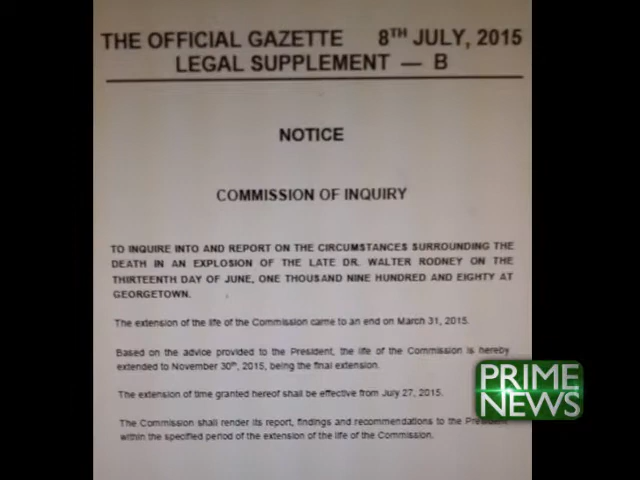 THE OFFICIAL GAZETTE 8TH JULY, 2015
LEGAL SUPPLEMENT — B
NOTICE
COMMISSION OF INQUIRY
TO INQUIRE INTO AND REPORT ON THE CIRCUMSTANCES SURROUNDING THE
DEATH IN AN EXPLOSION OF THE LATE DR. WALTER RODNEY ON THE
THIRTEENTH DAY OF JUNE, ONE THOUSAND NINE HUNDRED AND EIGHTY AT
GEORGETOWN.
The extension of the life of the Commission came to an end on March 31, 2015.
Based on the advice provided to the President, the life of the Commission is hereby
extended to November 30th, 2015, being the final extension.
The extension of time granted hereof shall be effective from July 27, 2015.
The Commission shall render its report, findings and recommendations to the President
within the specified period of the extension of the life of the Commission.
PRIME
NEWS